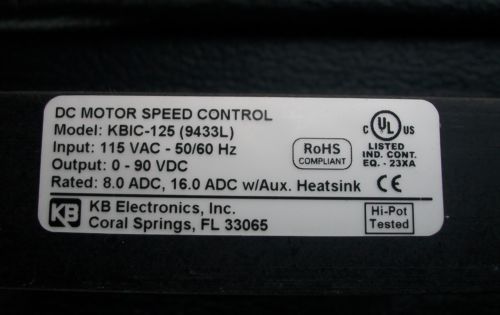 DC MOTOR SPEED CONTROL
Model: KBIC-125 (9433L)
Input: 115 VAC - 50/60 Hz
Output: 0 - 90 VDC
Rated: 8.0 ADC, 16.0 ADC w/Aux. Heatsink
RoHS
COMPLIANT
C UL US
LISTED
IND. CONT.
EQ. - 23XA
CE
KB
KB Electronics, Inc.
Coral Springs, FL 33065
Hi-Pot
Tested